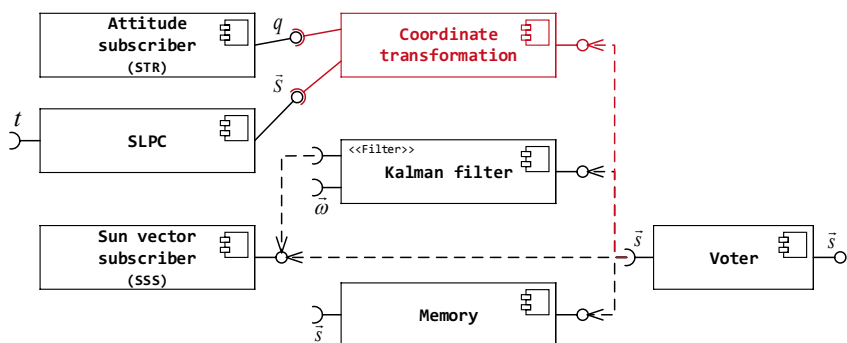 Attitude
subscriber
(STR)
q
Coordinate
transformation
s⃗
t
SLPC
<<Filter>>
Kalman filter
ω⃗
Sun vector
subscriber
(SSS)
s⃗
Voter
s⃗
Memory
s⃗